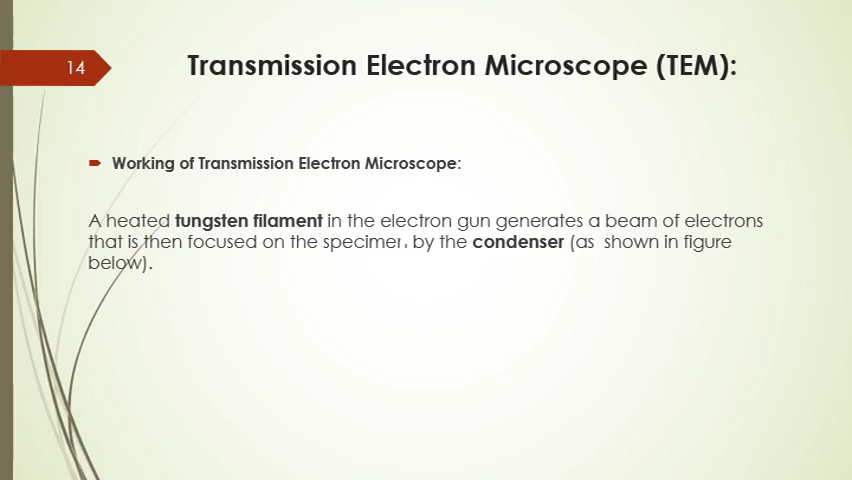 14
Transmission Electron Microscope (TEM):
Working of Transmission Electron Microscope:
A heated tungsten filament in the electron gun generates a beam of electrons
that is then focused on the specimen by the condenser (as shown in figure
below).